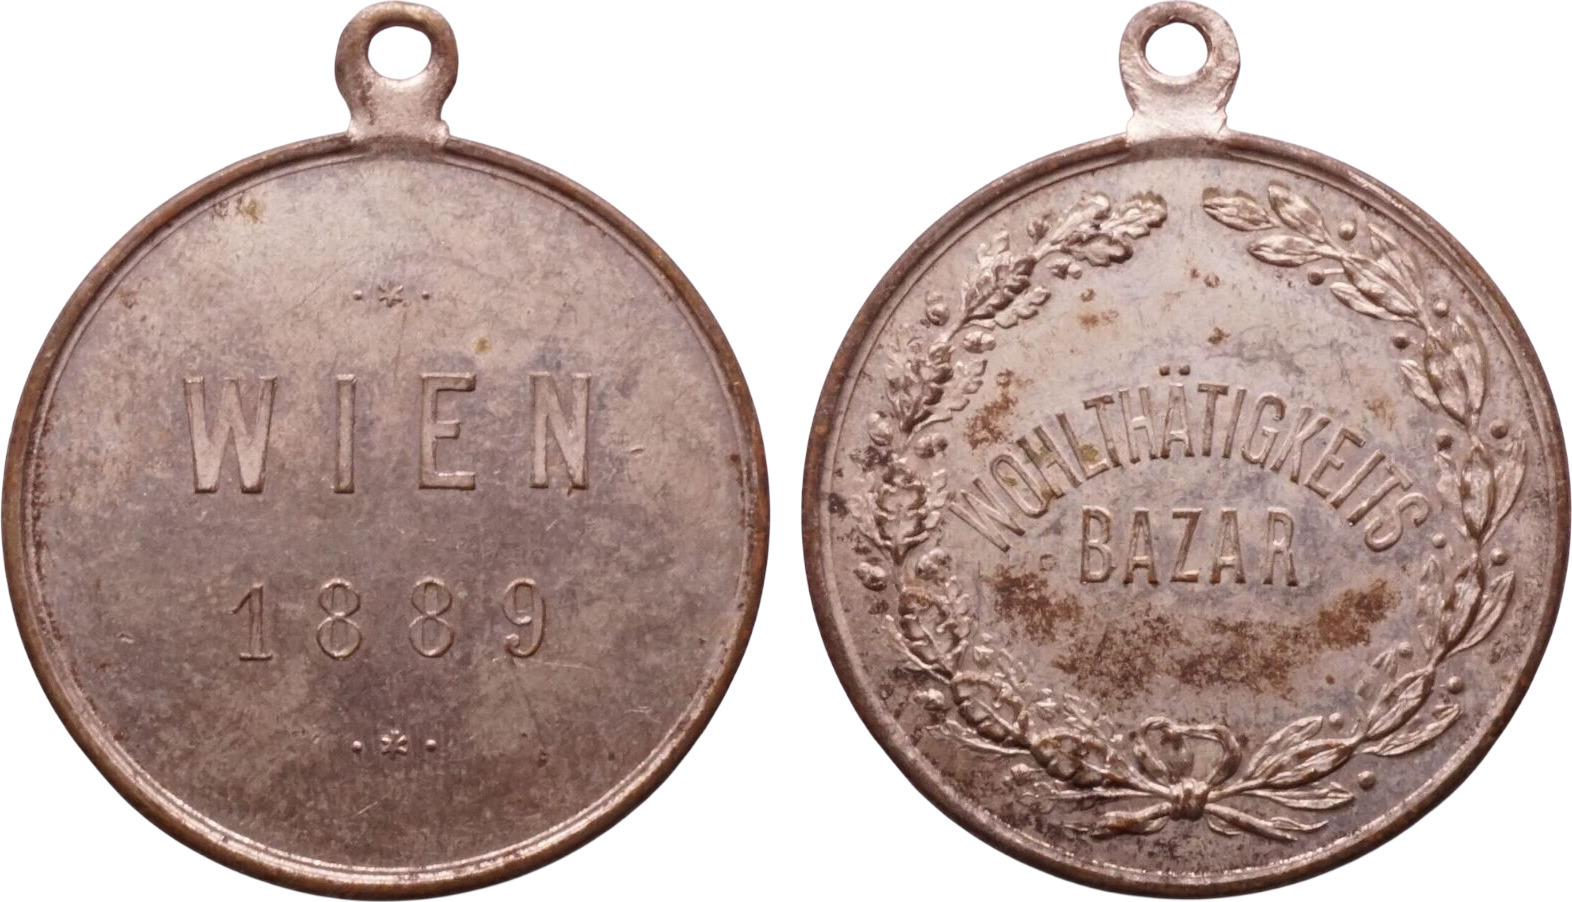 WIEN
1889
WOHLTHÄTIGKEITS
BAZAR